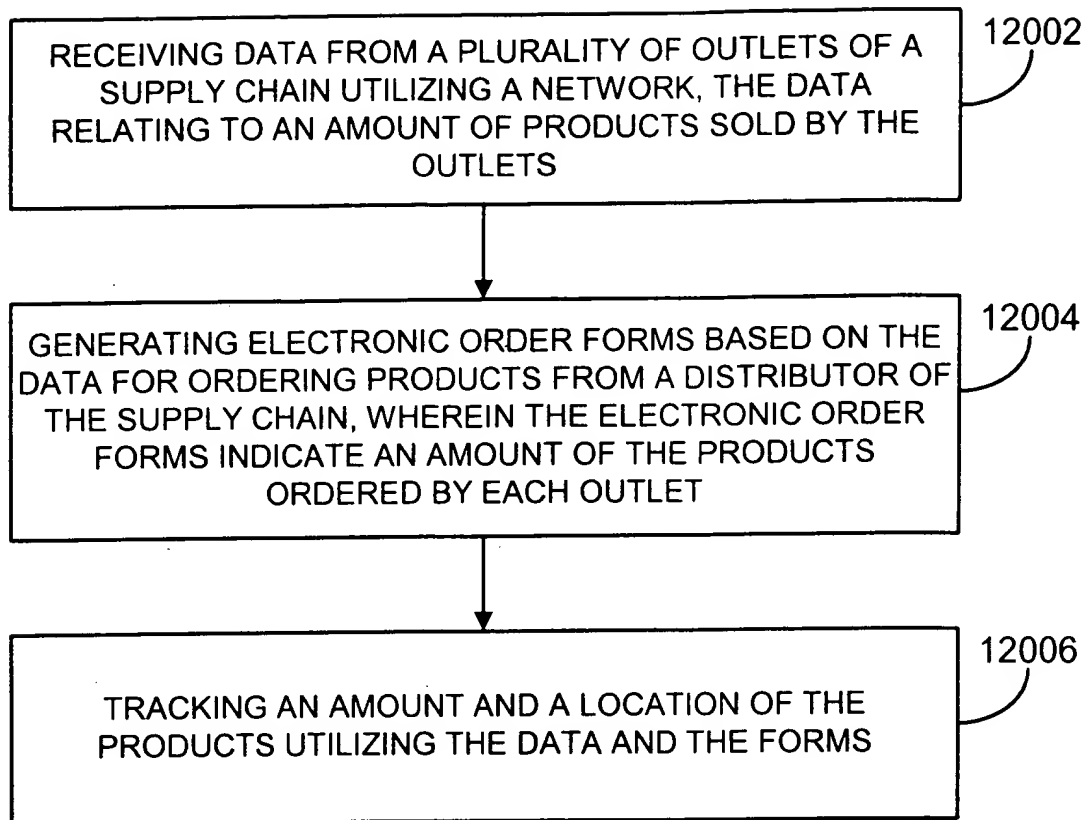 12002
RECEIVING DATA FROM A PLURALITY OF OUTLETS OF A
SUPPLY CHAIN UTILIZING A NETWORK, THE DATA
RELATING TO AN AMOUNT OF PRODUCTS SOLD BY THE
OUTLETS
12004
GENERATING ELECTRONIC ORDER FORMS BASED ON THE
DATA FOR ORDERING PRODUCTS FROM A DISTRIBUTOR OF
THE SUPPLY CHAIN, WHEREIN THE ELECTRONIC ORDER
FORMS INDICATE AN AMOUNT OF THE PRODUCTS
ORDERED BY EACH OUTLET
12006
TRACKING AN AMOUNT AND A LOCATION OF THE
PRODUCTS UTILIZING THE DATA AND THE FORMS